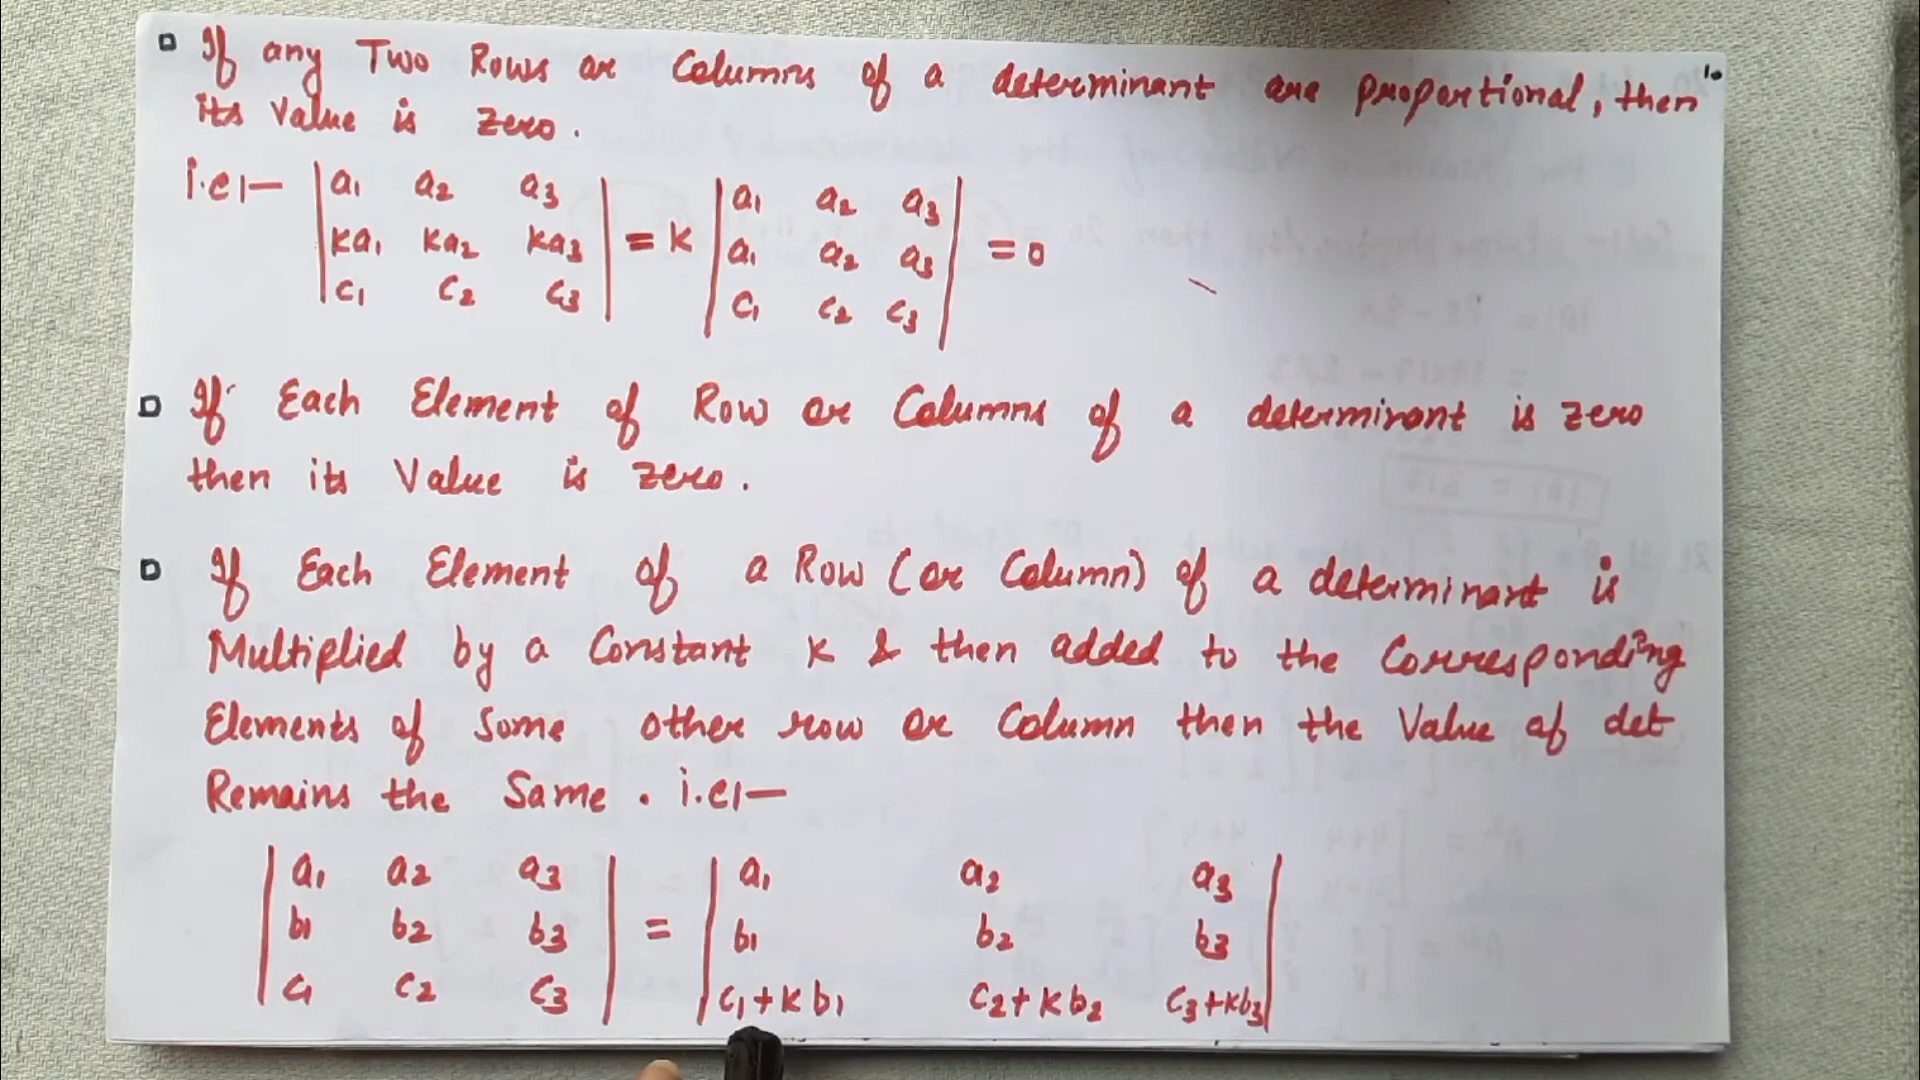 If any Two Rows or Columns of a determinant are proportional, then
its value is zero.
i.e:- | a1 a2 a3 | = K | a1 a2 a3 | = 0
| Ka1 Ka2 Ka3 | | a1 a2 a3 |
| c1 c2 c3 | | c1 c2 c3 |
If Each Element of Row or Columns of a determinant is zero
then its Value is zero.
If Each Element of a Row (or Column) of a determinant is
Multiplied by a Constant K & then added to the Corresponding
Elements of Some other row or Column then the Value of det
Remains the Same. i.e:-
| a1 a2 a3 | = | a1 a2 a3 |
| b1 b2 b3 | | b1 b2 b3 |
| c1 c2 c3 | | c1+Kb1 c2+Kb2 c3+Kb3 |